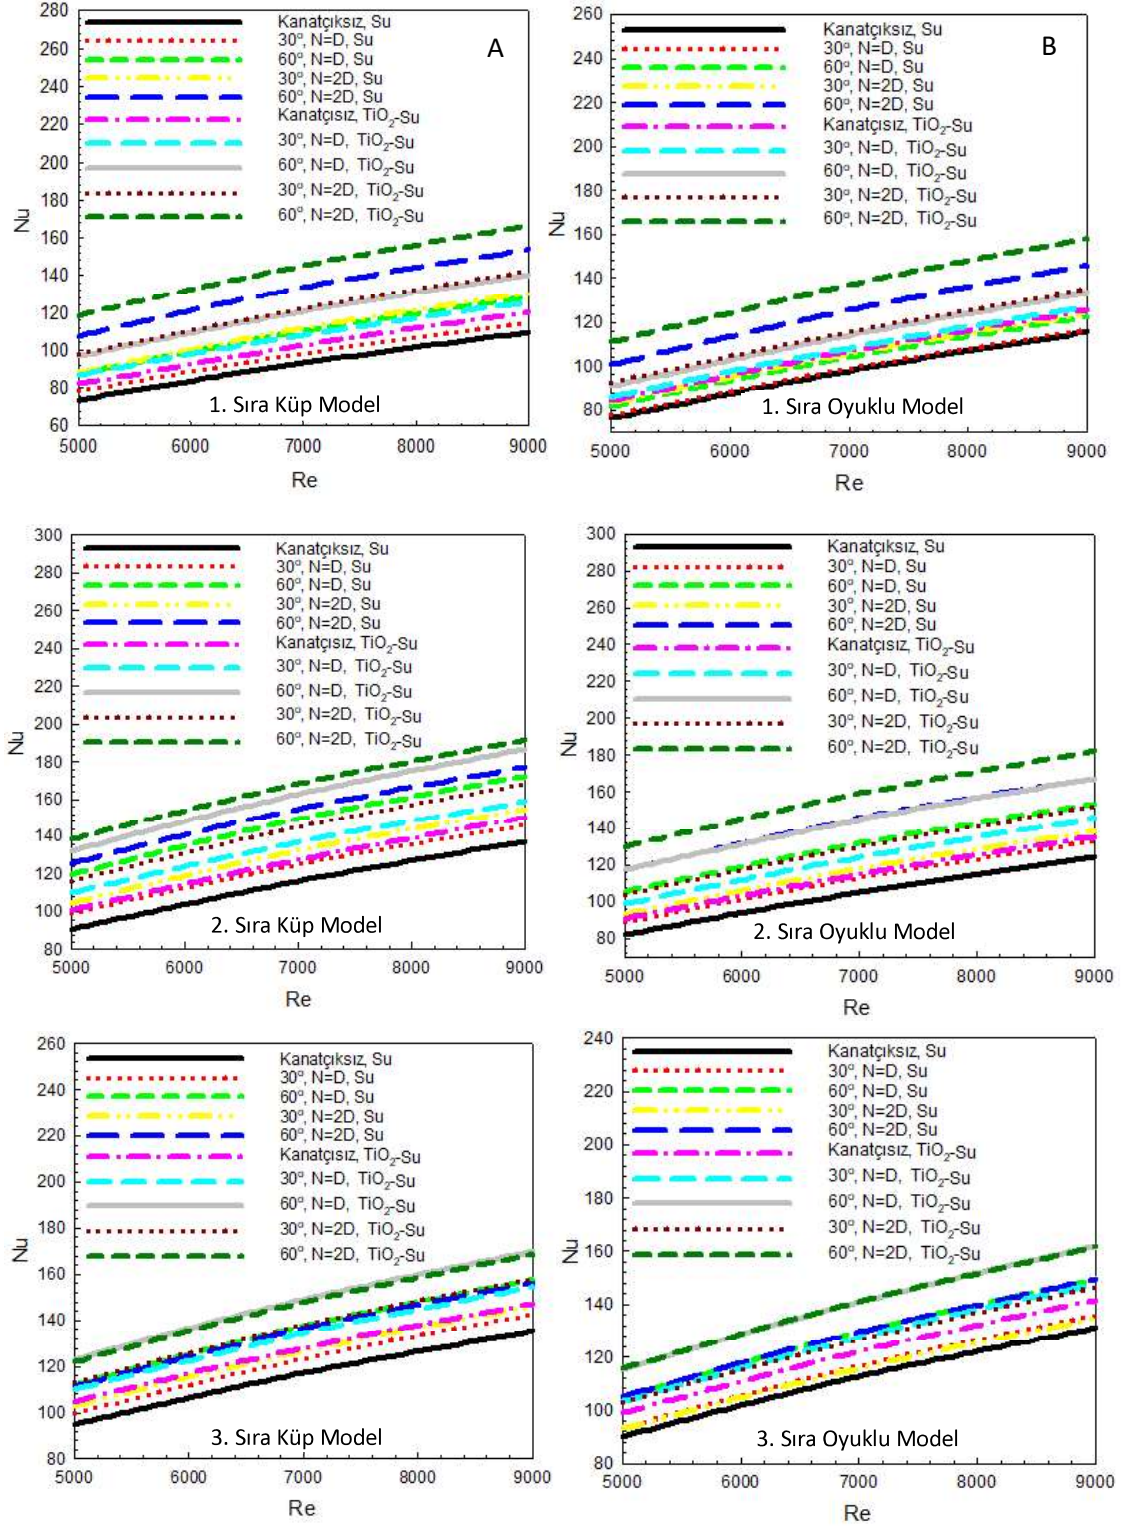 A
Kanatçıksız, Su
30°, N=D, Su
60°, N=D, Su
30°, N=2D, Su
60°, N=2D, Su
Kanatçısız, TiO2-Su
30°, N=D, TiO2-Su
60°, N=D, TiO2-Su
30°, N=2D, TiO2-Su
60°, N=2D, TiO2-Su
280
260
240
220
200
180
160
140
120
100
80
60
Nu
1. Sıra Küp Model
5000 6000 7000 8000 9000
Re
B
Kanatçıksız, Su
30°, N=D, Su
60°, N=D, Su
30°, N=2D, Su
60°, N=2D, Su
Kanatçısız, TiO2-Su
30°, N=D, TiO2-Su
60°, N=D, TiO2-Su
30°, N=2D, TiO2-Su
60°, N=2D, TiO2-Su
260
240
220
200
180
160
140
120
100
80
Nu
1. Sıra Oyuklu Model
5000 6000 7000 8000 9000
Re
Kanatçıksız, Su
30°, N=D, Su
60°, N=D, Su
30°, N=2D, Su
60°, N=2D, Su
Kanatçısız, TiO2-Su
30°, N=D, TiO2-Su
60°, N=D, TiO2-Su
30°, N=2D, TiO2-Su
60°, N=2D, TiO2-Su
300
280
260
240
220
200
180
160
140
120
100
80
Nu
2. Sıra Küp Model
5000 6000 7000 8000 9000
Re
Kanatçıksız, Su
30°, N=D, Su
60°, N=D, Su
30°, N=2D, Su
60°, N=2D, Su
Kanatçısız, TiO2-Su
30°, N=D, TiO2-Su
60°, N=D, TiO2-Su
30°, N=2D, TiO2-Su
60°, N=2D, TiO2-Su
300
280
260
240
220
200
180
160
140
120
100
80
Nu
2. Sıra Oyuklu Model
5000 6000 7000 8000 9000
Re
Kanatçıksız, Su
30°, N=D, Su
60°, N=D, Su
30°, N=2D, Su
60°, N=2D, Su
Kanatçısız, TiO2-Su
30°, N=D, TiO2-Su
60°, N=D, TiO2-Su
30°, N=2D, TiO2-Su
60°, N=2D, TiO2-Su
260
240
220
200
180
160
140
120
100
80
Nu
3. Sıra Küp Model
5000 6000 7000 8000 9000
Re
Kanatçıksız, Su
30°, N=D, Su
60°, N=D, Su
30°, N=2D, Su
60°, N=2D, Su
Kanatçısız, TiO2-Su
30°, N=D, TiO2-Su
60°, N=D, TiO2-Su
30°, N=2D, TiO2-Su
60°, N=2D, TiO2-Su
240
220
200
180
160
140
120
100
80
Nu
3. Sıra Oyuklu Model
5000 6000 7000 8000 9000
Re